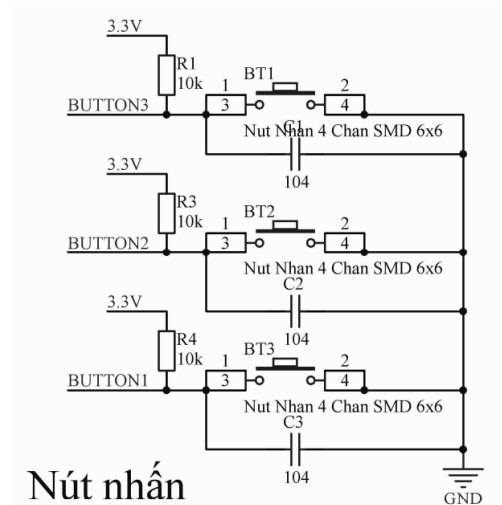 3.3V
R1
10k
BT1
1
2
BUTTON3
3
4
C1
Nut Nhan 4 Chan SMD 6x6
104
3.3V
R3
10k
BT2
1
2
BUTTON2
3
4
Nut Nhan 4 Chan SMD 6x6
C2
104
3.3V
R4
10k
BT3
1
2
BUTTON1
3
4
Nut Nhan 4 Chan SMD 6x6
C3
104
Nút nhấn
GND